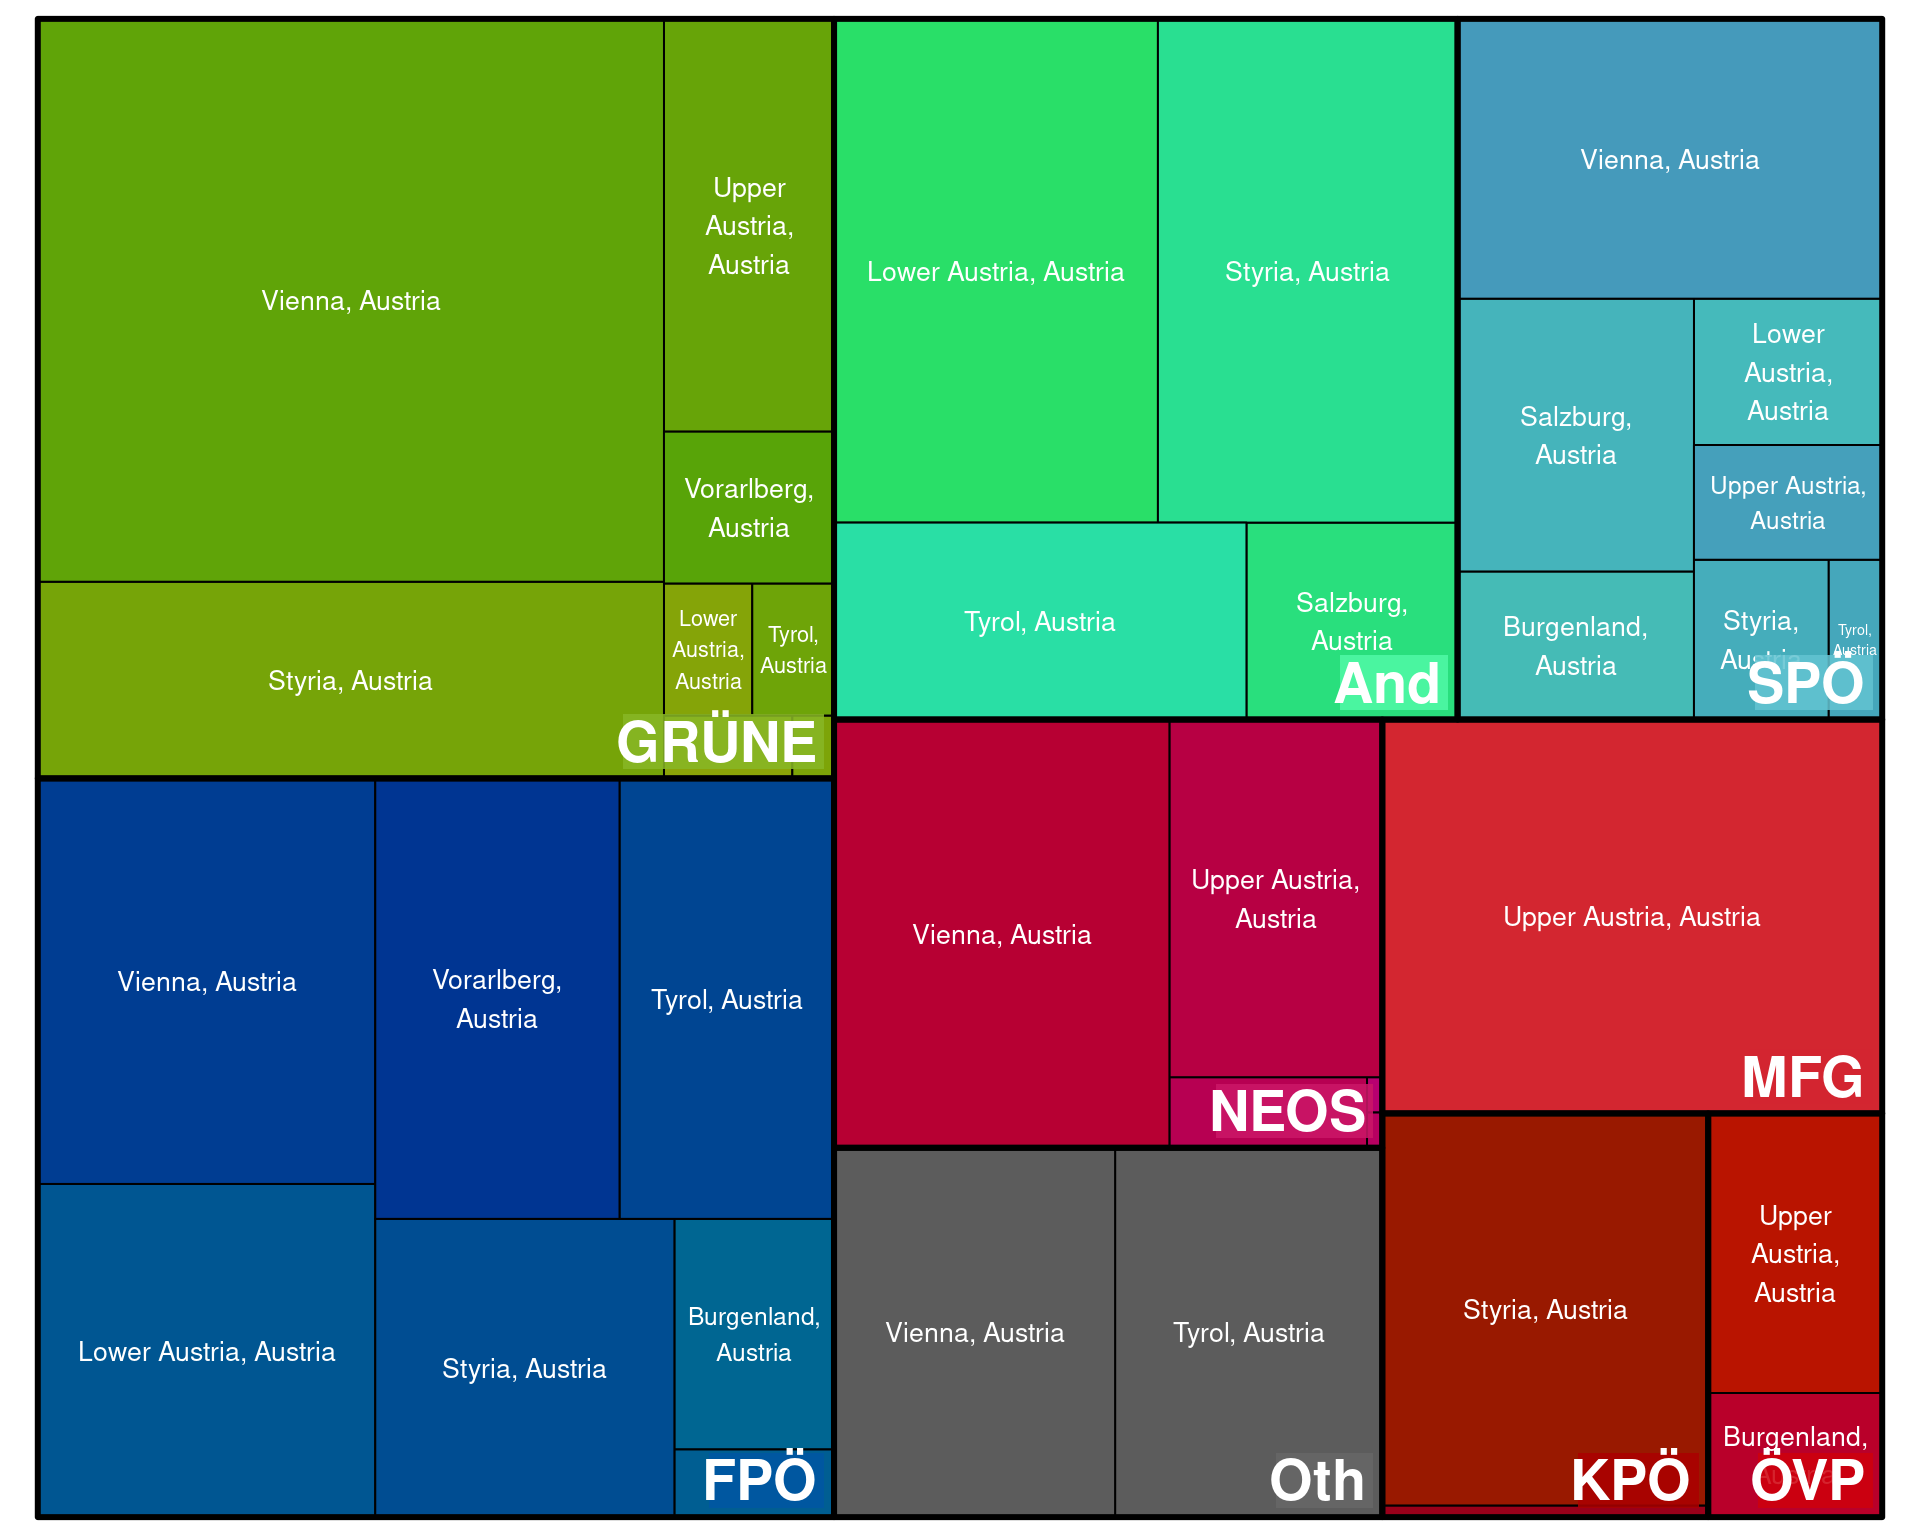 Vienna, Austria
Upper
Austria,
Austria
Vorarlberg,
Austria
Styria, Austria
Lower
Austria,
Austria
Tyrol,
Austria
GRÜNE
Lower Austria, Austria
Styria, Austria
Tyrol, Austria
Salzburg,
Austria
And
Vienna, Austria
Salzburg,
Austria
Lower
Austria,
Austria
Upper Austria,
Austria
Burgenland,
Austria
Styria,
Austria
Tyrol,
Austria
SPÖ
Vienna, Austria
Vorarlberg,
Austria
Tyrol, Austria
Lower Austria, Austria
Styria, Austria
Burgenland,
Austria
FPÖ
Vienna, Austria
Upper Austria,
Austria
NEOS
Upper Austria, Austria
MFG
Vienna, Austria
Tyrol, Austria
Oth
Styria, Austria
KPÖ
Upper
Austria,
Austria
Burgenland,
ÖVP